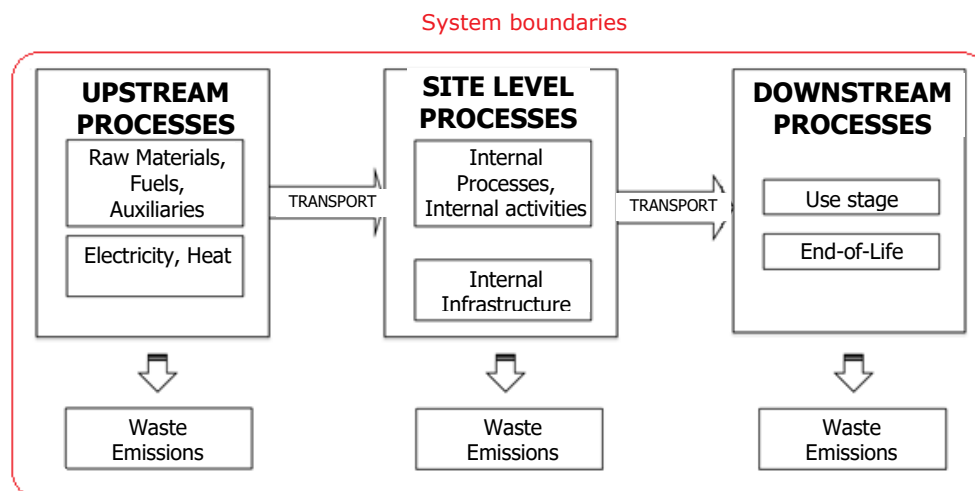 System boundaries
UPSTREAM
PROCESSES
Raw Materials,
Fuels,
Auxiliaries
Electricity, Heat
TRANSPORT
SITE LEVEL
PROCESSES
Internal
Processes,
Internal activities
Internal
Infrastructure
TRANSPORT
DOWNSTREAM
PROCESSES
Use stage
End-of-Life
Waste
Emissions
Waste
Emissions
Waste
Emissions